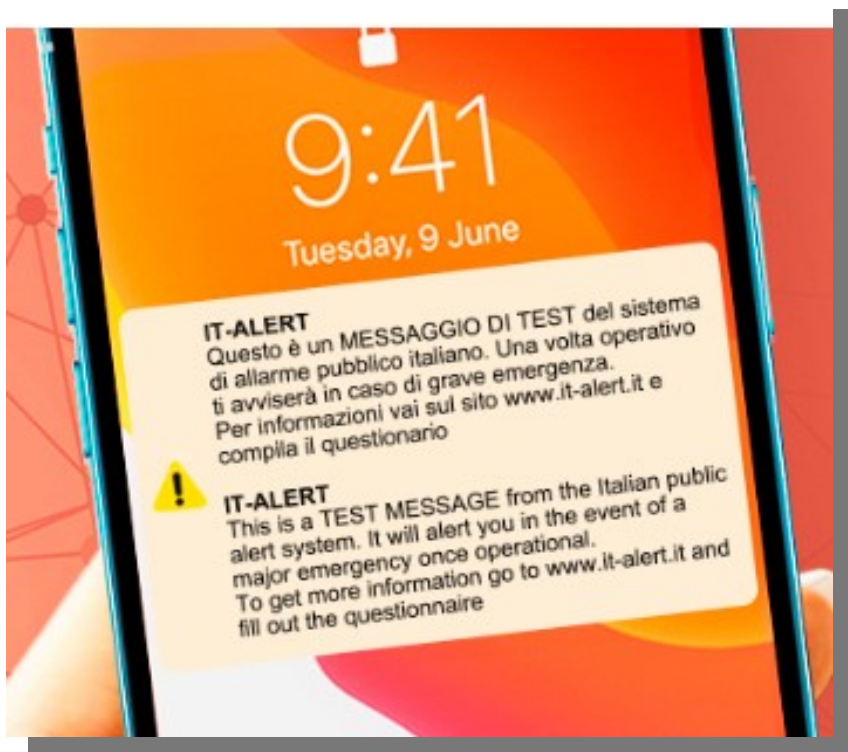 9:41
Tuesday, 9 June
IT-ALERT
Questo è un MESSAGGIO DI TEST del sistema
di allarme pubblico italiano. Una volta operativo
ti avviserà in caso di grave emergenza.
Per informazioni vai sul sito www.it-alert.it e
compila il questionario
IT-ALERT
This is a TEST MESSAGE from the Italian public
alert system. It will alert you in the event of a
major emergency once operational.
To get more information go to www.it-alert.it and
fill out the questionnaire